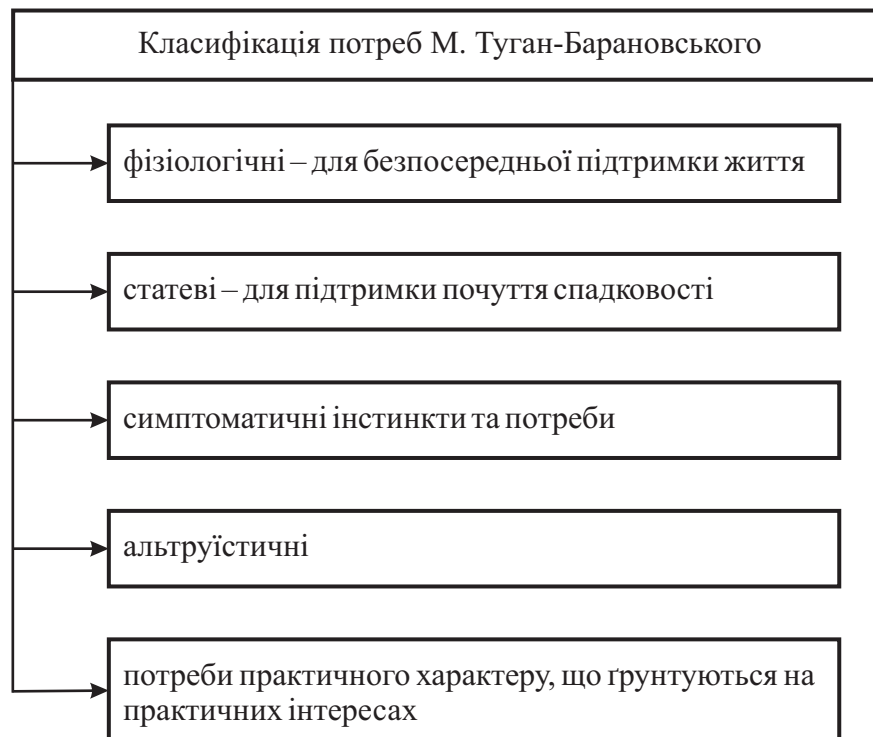 Класифікація потреб М. Туган-Барановського
фізіологічні – для безпосередньої підтримки життя
статеві – для підтримки почуття спадковості
симптоматичні інстинкти та потреби
альтруїстичні
потреби практичного характеру, що ґрунтуються на
практичних інтересах